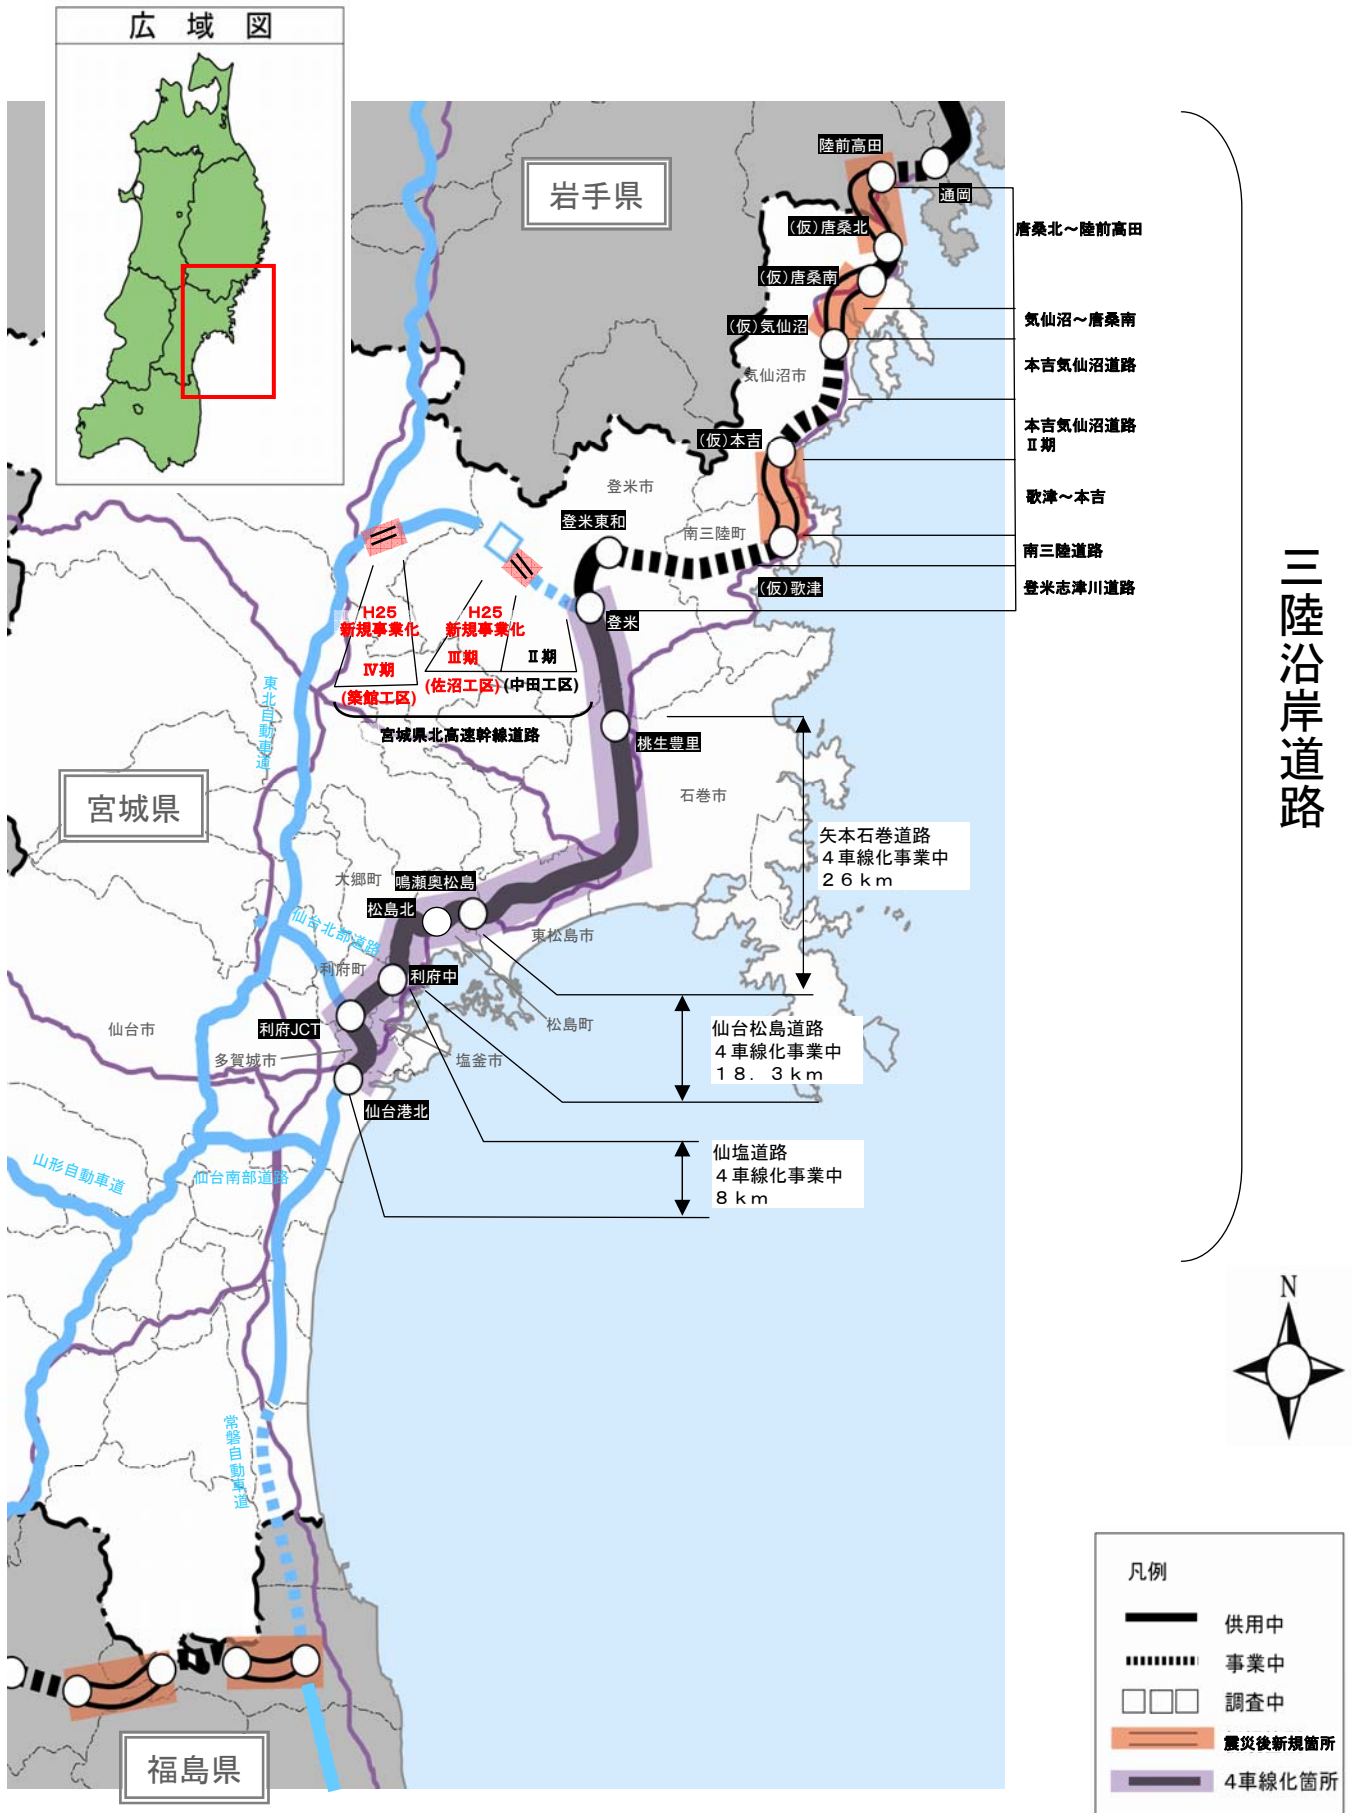 広 域 図
岩手県
陸前高田
通岡
(仮)唐桑北
唐桑北～陸前高田
(仮)唐桑南
気仙沼～唐桑南
(仮)気仙沼
本吉気仙沼道路
気仙沼市
本吉気仙沼道路
Ⅱ期
(仮)本吉
歌津～本吉
登米市
登米東和
南三陸町
南三陸道路
(仮)歌津
登米志津川道路
登米
三陸沿岸道路
H25
新規事業化
Ⅳ期
(築館工区)
H25
新規事業化
Ⅲ期
(佐沼工区)
Ⅱ期
(中田工区)
宮城県北高速幹線道路
東北自動車道
桃生豊里
宮城県
石巻市
矢本石巻道路
4車線化事業中
26km
大郷町
鳴瀬奥松島
松島北
仙台北部道路
東松島市
利府町
利府中
松島町
仙台市
利府JCT
多賀城市
塩釜市
仙台松島道路
4車線化事業中
18.3km
仙台港北
山形自動車道
仙台南部道路
仙塩道路
4車線化事業中
8km
N
常磐自動車道
福島県
凡例
供用中
事業中
調査中
震災後新規箇所
4車線化箇所